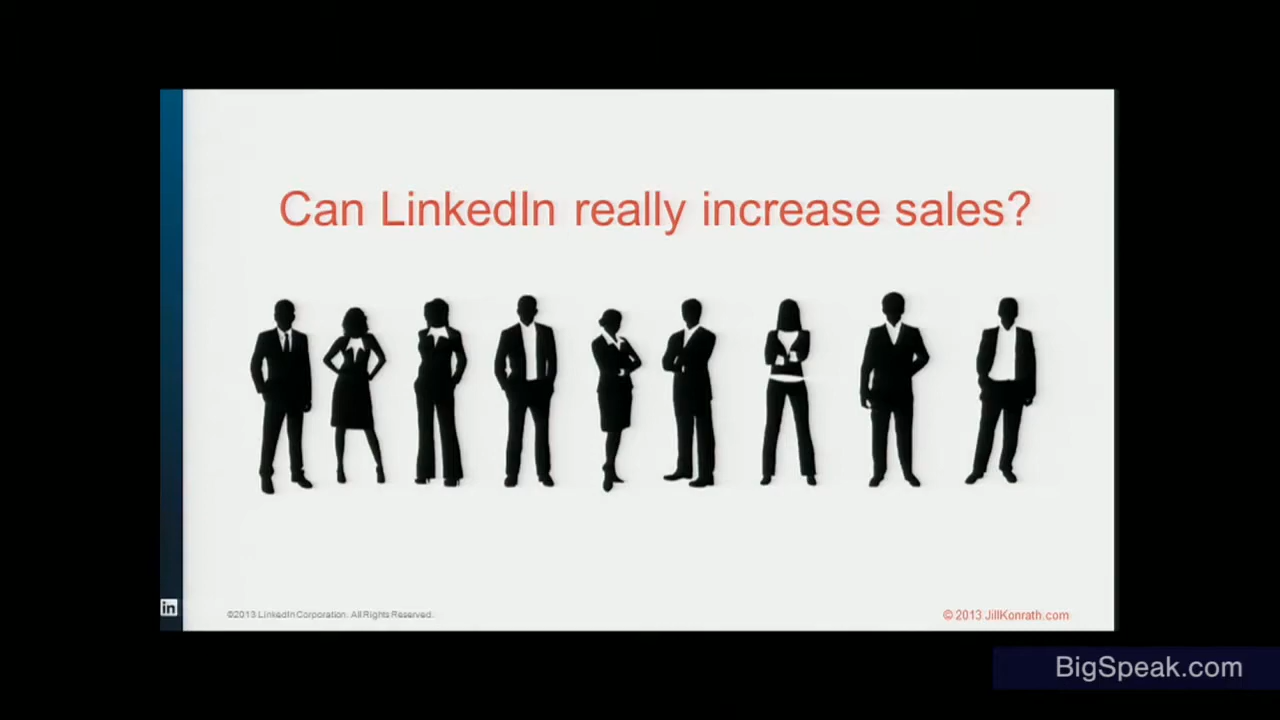 Can LinkedIn really increase sales?
in
©2013 LinkedIn Corporation. All Rights Reserved.
© 2013 JillKonrath.com
BigSpeak.com